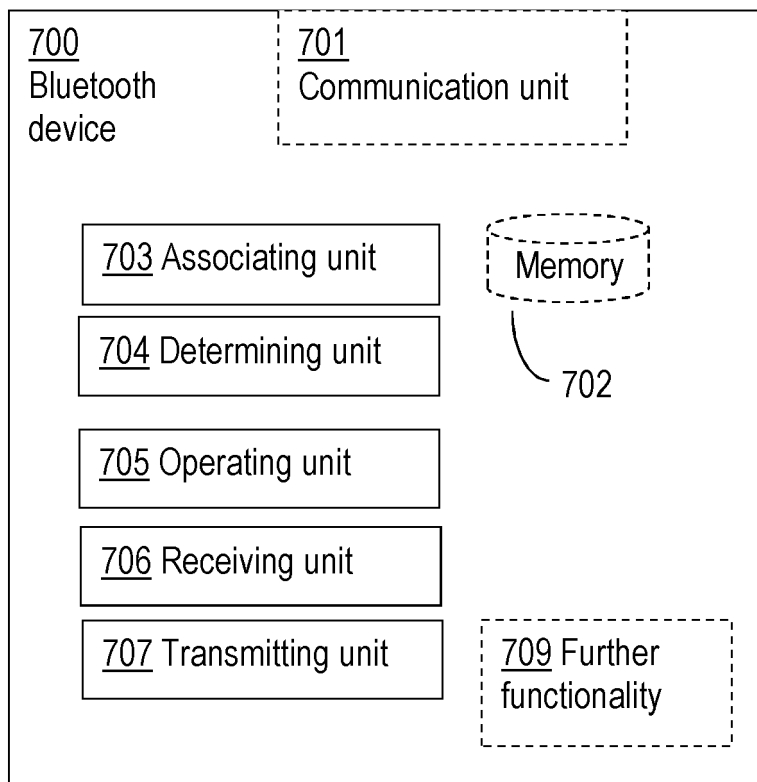 700
Bluetooth
device
701
Communication unit
703 Associating unit
Memory
704 Determining unit
702
705 Operating unit
706 Receiving unit
707 Transmitting unit
709 Further
functionality